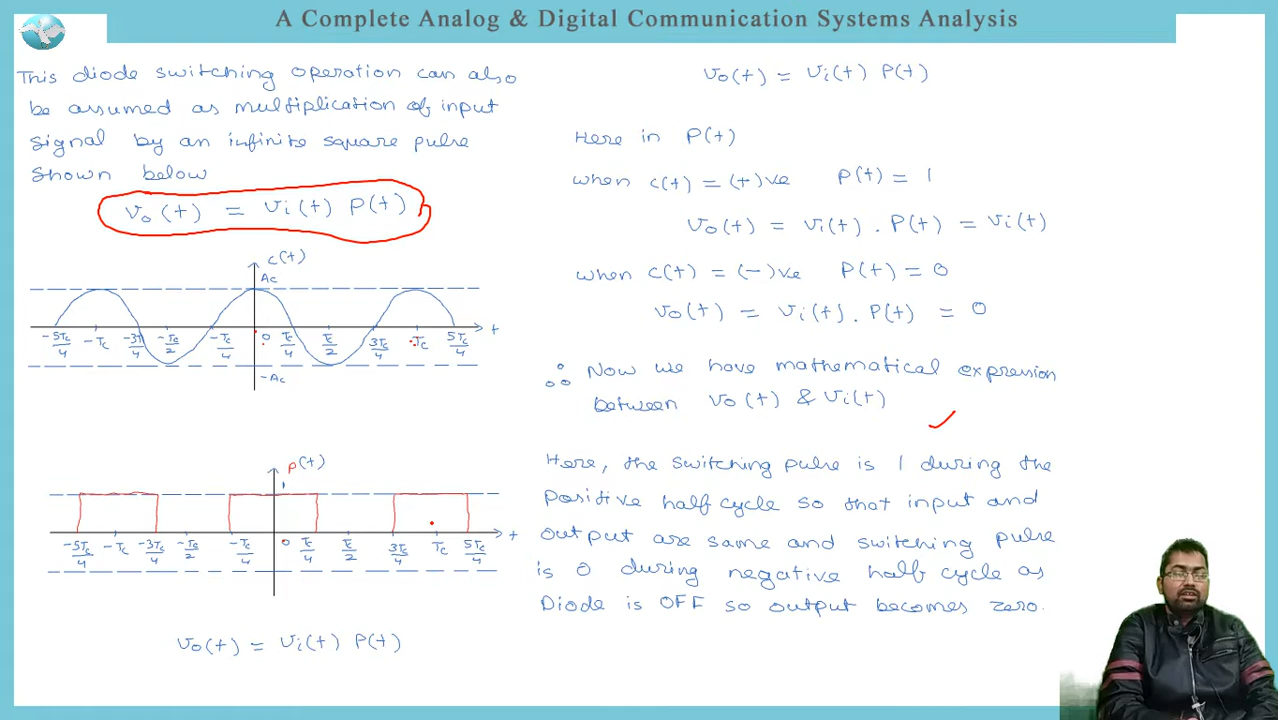 A Complete Analog & Digital Communication Systems Analysis
This diode switching operation can also
be assumed as multiplication of input
signal by an infinite square pulse
shown below
Vo(t) = Vi(t) P(t)
c(t)
Ac
-5Tc/4 -Tc -3T/4 -Tc/2 -Tc/4 0 Tc/4 Tc/2 3Tc/4 Tc 5Tc/4 t
-Ac
P(t)
1
-5Tc/4 -Tc -3Tc/4 -Tc/2 -Tc/4 0 Tc/4 Tc/2 3Tc/4 Tc 5Tc/4 t
Vo(t) = Vi(t) P(t)
Vo(t) = Vi(t) P(t)
Here in P(t)
when c(t) = (+)ve P(t) = 1
Vo(t) = Vi(t) . P(t) = Vi(t)
when c(t) = (-)ve P(t) = 0
Vo(t) = Vi(t) . P(t) = 0
∴ Now we have mathematical expression
between Vo(t) & Vi(t)
Here, the switching pulse is 1 during the
positive half cycle so that input and
output are same and switching pulse
is 0 during negative half cycle as
Diode is OFF so output becomes zero.